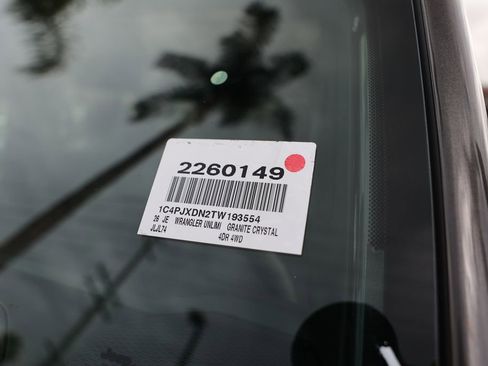 2260149
1C4PJXDN2TW193554
26 JE WRANGLER UNLIMI GRANITE CRYSTAL
JLJL74 4DR 4WD